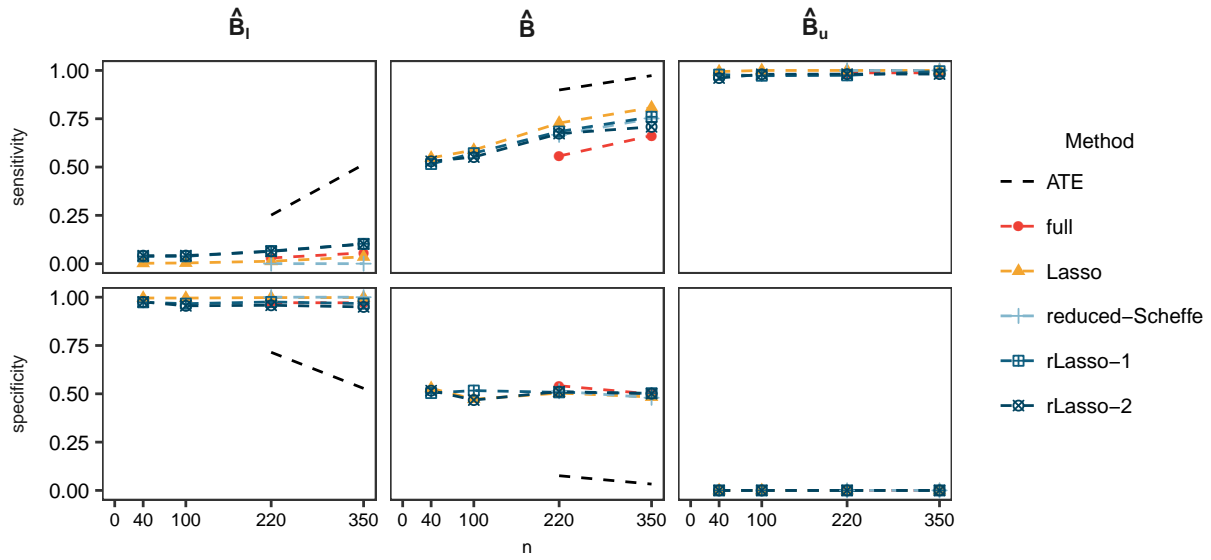 B̂ₗ B̂ B̂ᵤ
sensitivity
1.00
0.75
0.50
0.25
0.00
specificity
1.00
0.75
0.50
0.25
0.00
0 40 100 220 350
0 40 100 220 350
0 40 100 220 350
n
Method
ATE
full
Lasso
reduced−Scheffe
rLasso−1
rLasso−2